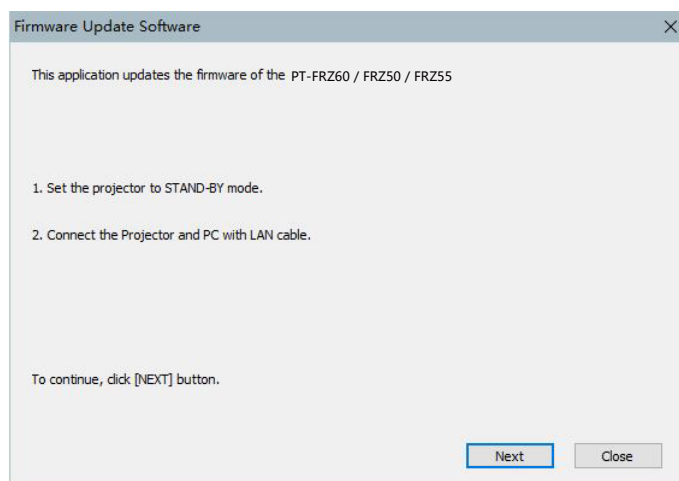 Firmware Update Software
This application updates the firmware of the PT-FRZ60 / FRZ50 / FRZ55
1. Set the projector to STAND-BY mode.
2. Connect the Projector and PC with LAN cable.
To continue, click [NEXT] button.
Next Close